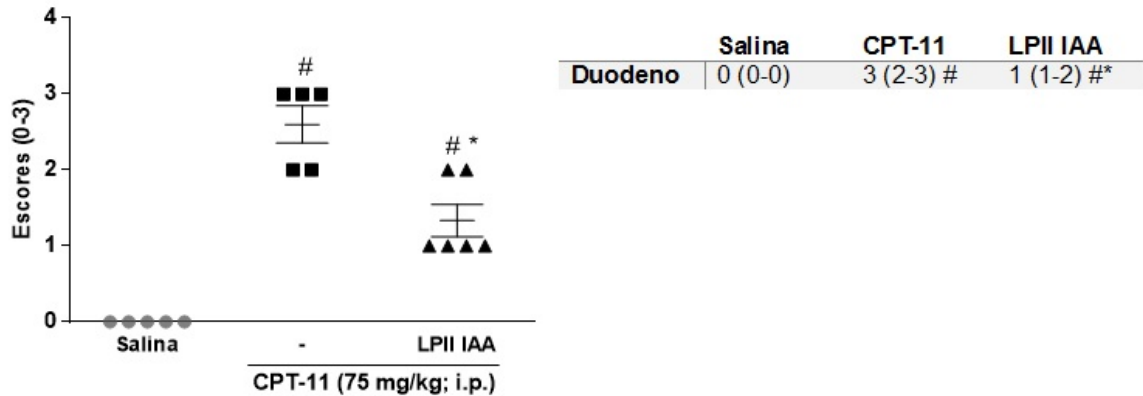 4
3
2
1
0
Escores (0-3)
#
# *
Salina
-
LPII IAA
CPT-11 (75 mg/kg; i.p.)
Salina CPT-11 LPII IAA
Duodeno 0 (0-0) 3 (2-3) # 1 (1-2) #*